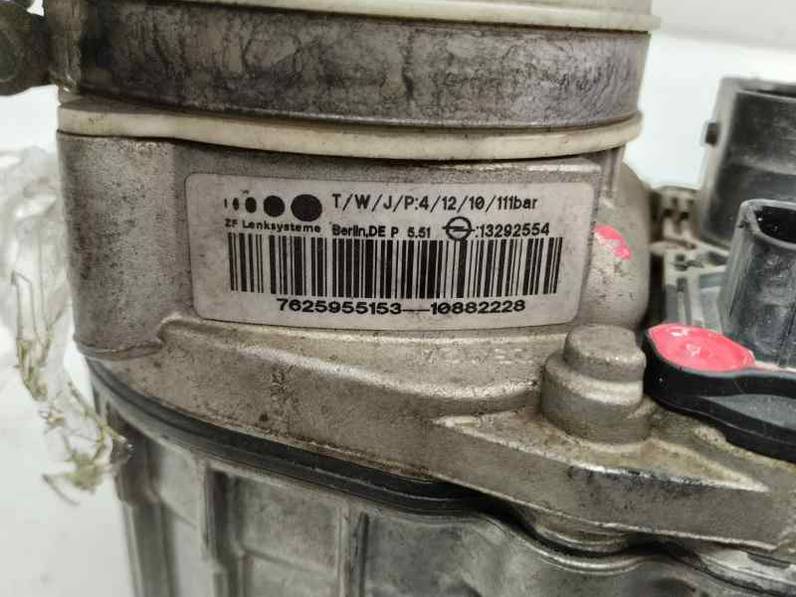 T/W/J/P:4/12/10/111bar
ZF Lenksysteme Berlin,DE P 5.51 :13292554
7625955153--10882228